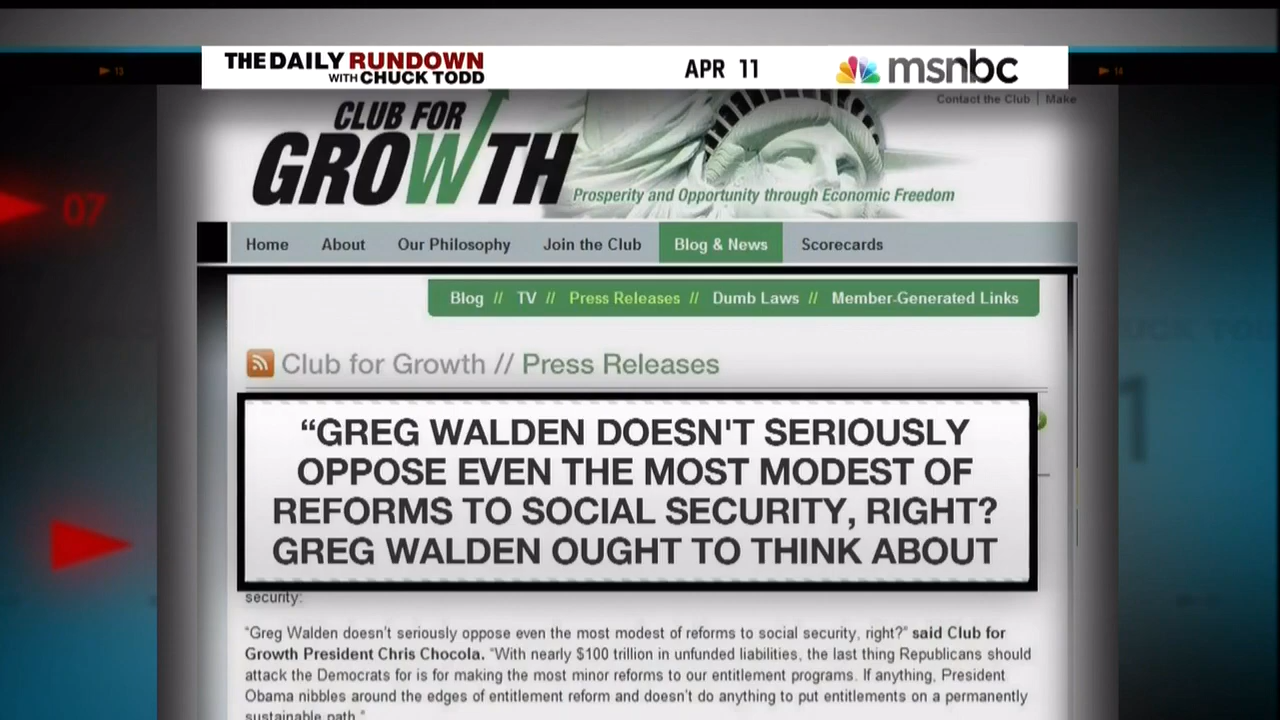 THE DAILY RUNDOWN
WITH CHUCK TODD
APR 11
msnbc
13
14
07
Contact the Club | Make
CLUB FOR
GROWTH
Prosperity and Opportunity through Economic Freedom
Home About Our Philosophy Join the Club Blog & News Scorecards
Blog // TV // Press Releases // Dumb Laws // Member-Generated Links
Club for Growth // Press Releases
“GREG WALDEN DOESN'T SERIOUSLY
OPPOSE EVEN THE MOST MODEST OF
REFORMS TO SOCIAL SECURITY, RIGHT?
GREG WALDEN OUGHT TO THINK ABOUT
security:
"Greg Walden doesn't seriously oppose even the most modest of reforms to social security, right?" said Club for
Growth President Chris Chocola. "With nearly $100 trillion in unfunded liabilities, the last thing Republicans should
attack the Democrats for is for making the most minor reforms to our entitlement programs. If anything, President
Obama nibbles around the edges of entitlement reform and doesn't do anything to put entitlements on a permanently
sustainable path."